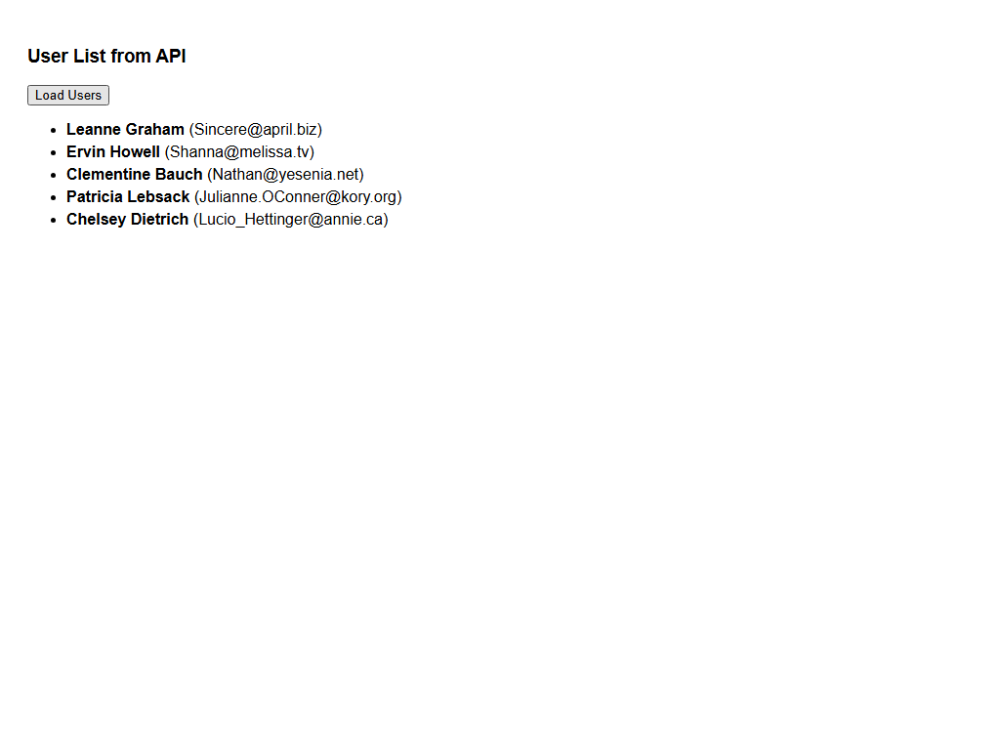 User List from API
Load Users
Leanne Graham (Sincere@april.biz)
Ervin Howell (Shanna@melissa.tv)
Clementine Bauch (Nathan@yesenia.net)
Patricia Lebsack (Julianne.OConner@kory.org)
Chelsey Dietrich (Lucio_Hettinger@annie.ca)